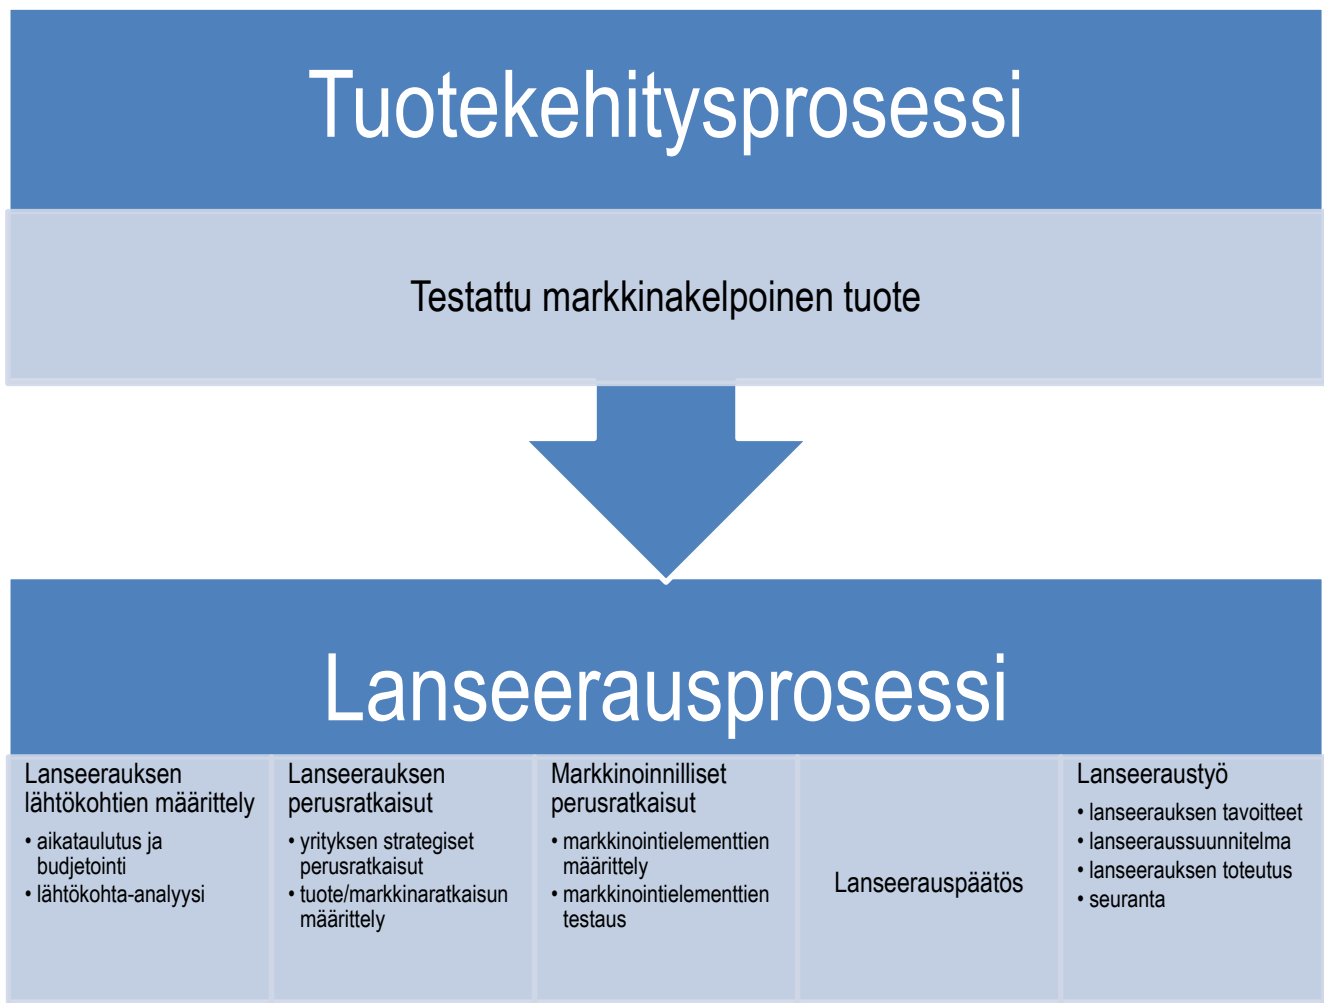 Tuotekehitysprosessi
Testattu markkinakelpoinen tuote
Lanseerausprosessi
Lanseerauksen
lähtökohtien määrittely
• aikataulutus ja
budjetointi
• lähtökohta-analyysi
Lanseerauksen
perusratkaisut
• yrityksen strategiset
perusratkaisut
• tuote/markkinaratkaisun
määrittely
Markkinoinnilliset
perusratkaisut
• markkinointielementtien
määrittely
• markkinointielementtien
testaus
Lanseerauspäätös
Lanseeraustyö
• lanseerauksen tavoitteet
• lanseeraussuunnitelma
• lanseerauksen toteutus
• seuranta